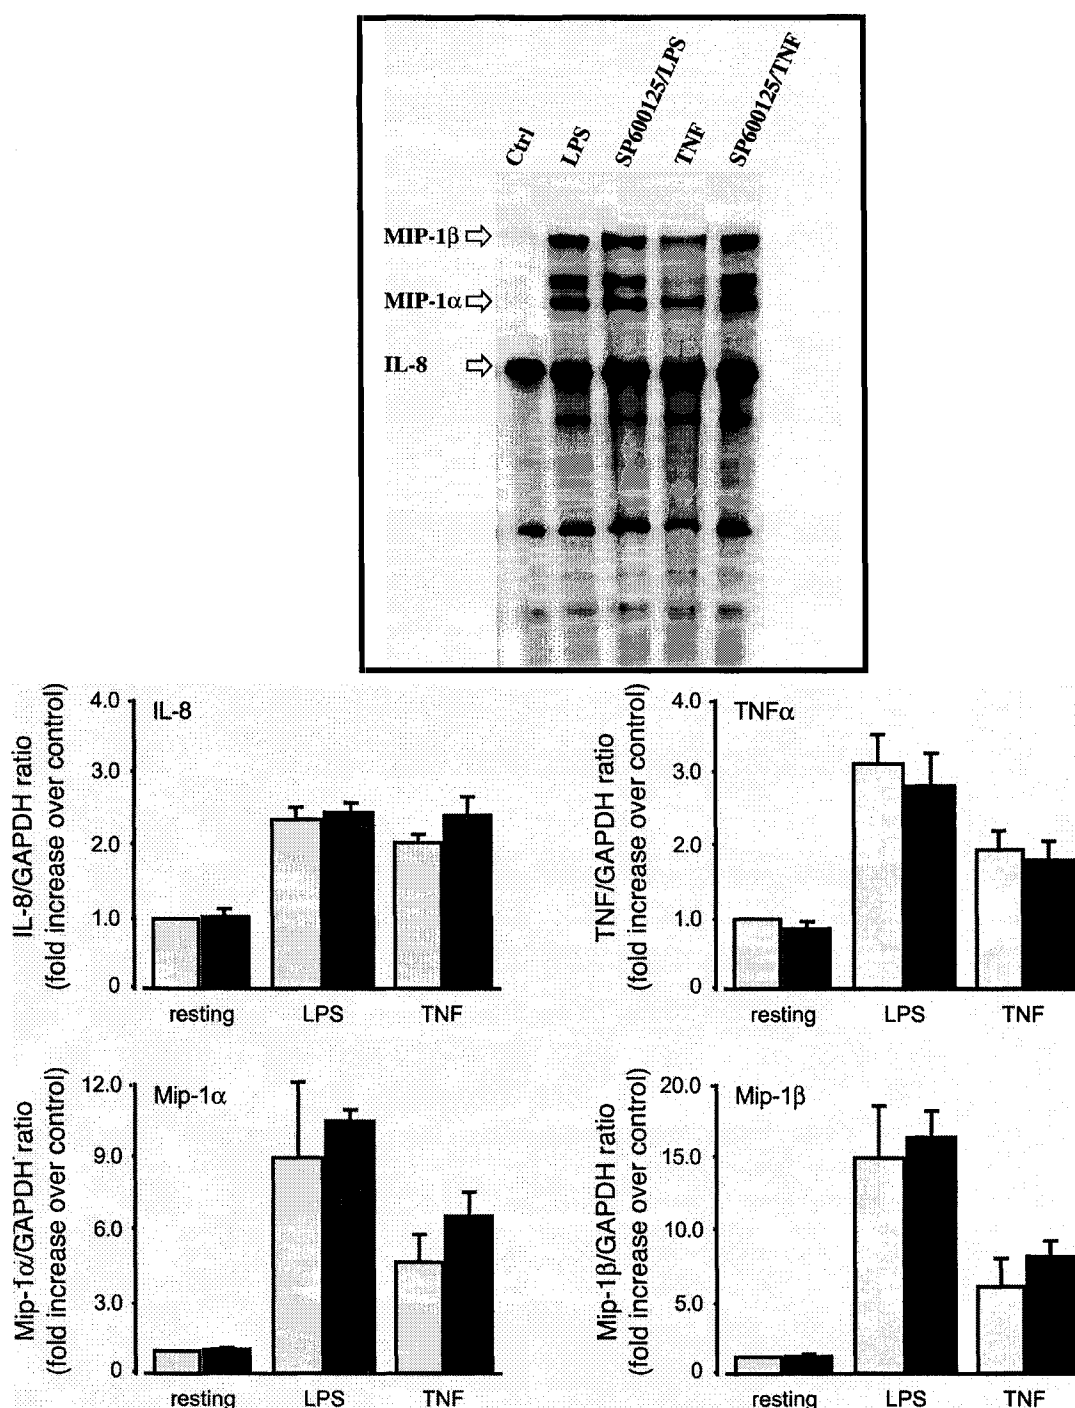 Ctrl
LPS
SP600125/LPS
TNF
SP600125/TNF
MIP-1β
MIP-1α
IL-8
IL-8/GAPDH ratio
(fold increase over control)
4.0
3.0
2.0
1.0
0
IL-8
resting
LPS
TNF
TNF/GAPDH ratio
(fold increase over control)
4.0
3.0
2.0
1.0
0
TNFα
resting
LPS
TNF
Mip-1α/GAPDH ratio
(fold increase over control)
12.0
9.0
6.0
3.0
0
Mip-1α
resting
LPS
TNF
Mip-1β/GAPDH ratio
(fold increase over control)
20.0
15.0
10.0
5.0
0
Mip-1β
resting
LPS
TNF